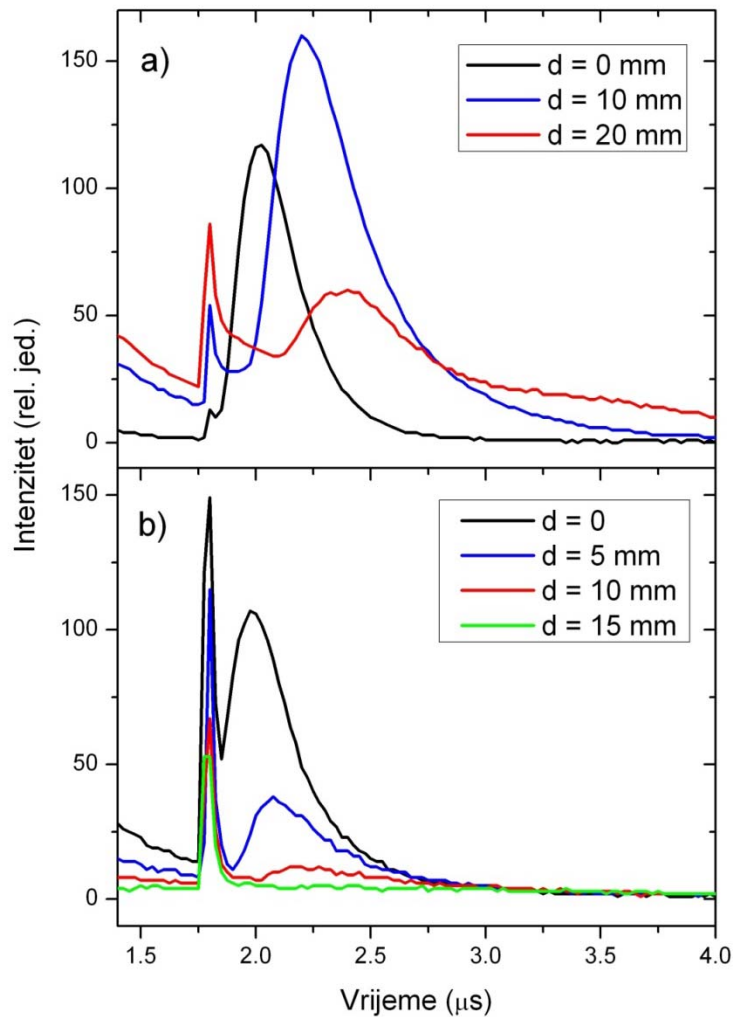 a)
d = 0 mm
d = 10 mm
d = 20 mm
150
100
50
0
b)
d = 0
d = 5 mm
d = 10 mm
d = 15 mm
150
100
50
0
Intenzitet (rel. jed.)
1.5 2.0 2.5 3.0 3.5 4.0
Vrijeme (μs)